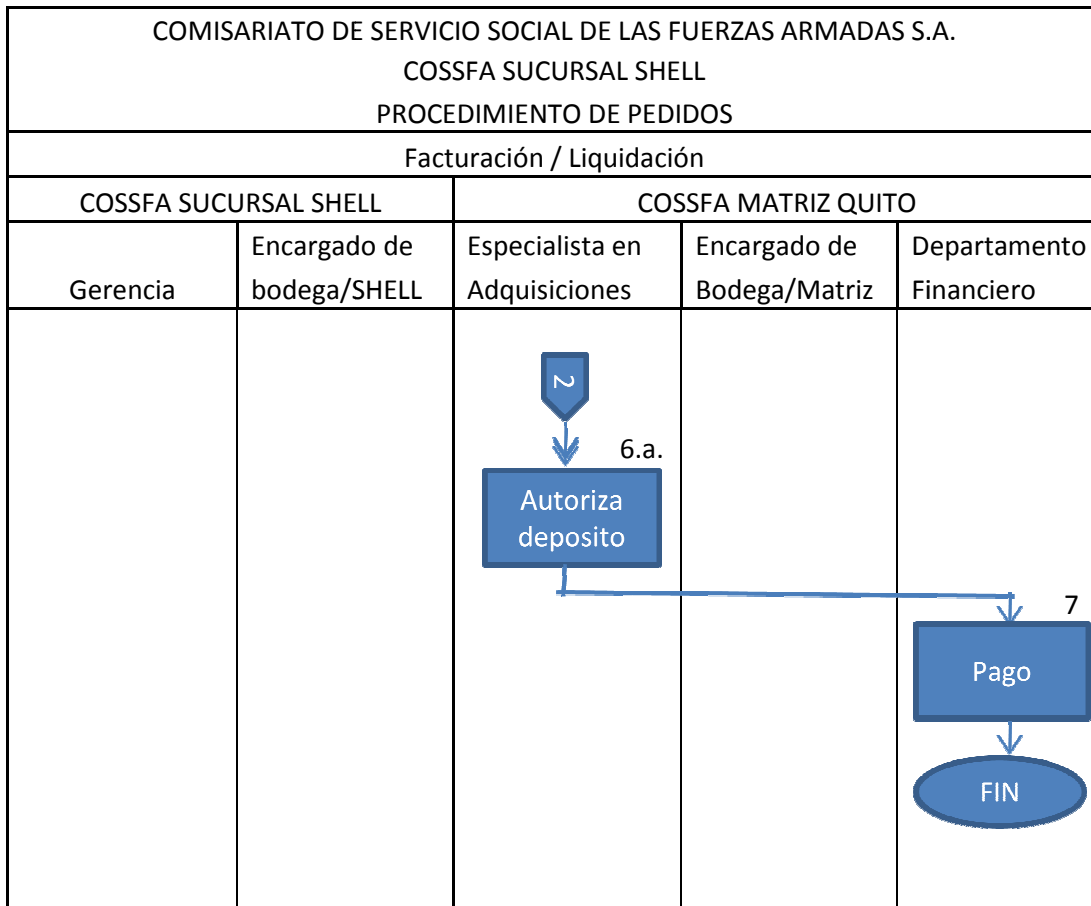 COMISARIATO DE SERVICIO SOCIAL DE LAS FUERZAS ARMADAS S.A.
COSSFA SUCURSAL SHELL
PROCEDIMIENTO DE PEDIDOS
Facturación / Liquidación
COSSFA SUCURSAL SHELL
COSSFA MATRIZ QUITO
Gerencia
Encargado de
bodega/SHELL
Especialista en
Adquisiciones
Encargado de
Bodega/Matriz
Departamento
Financiero
2
6.a.
Autoriza
deposito
7
Pago
FIN